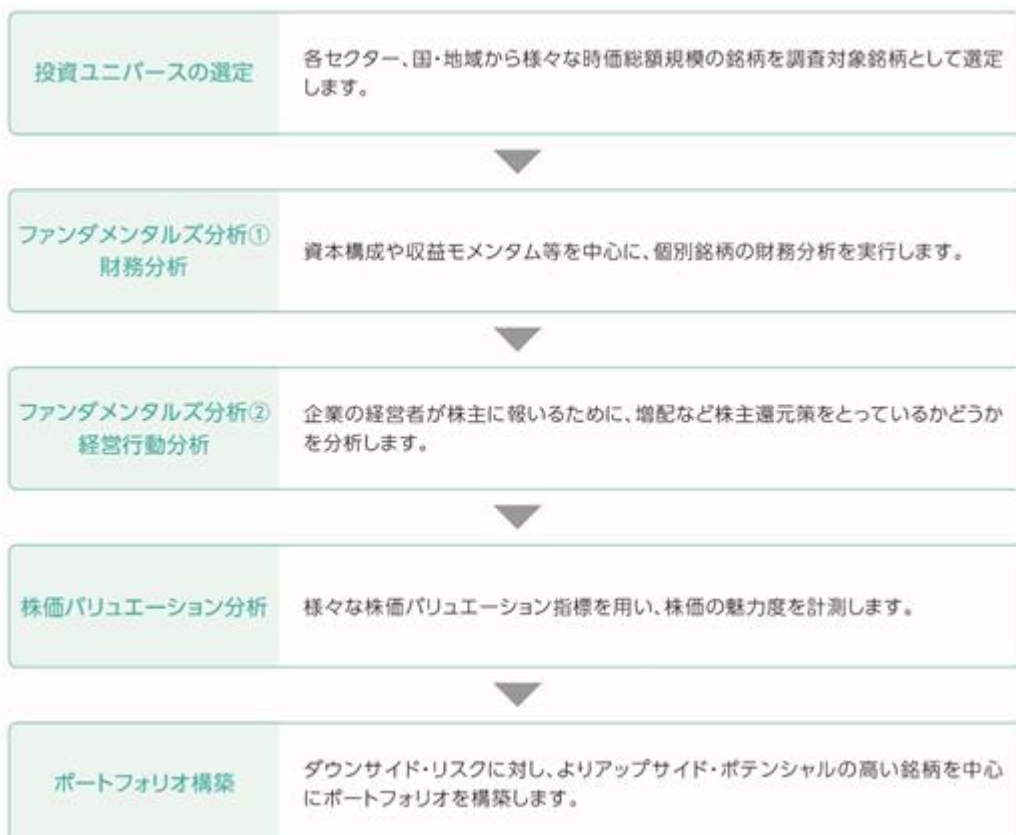 投資ユニバースの選定
各セクター、国・地域から様々な時価総額規模の銘柄を調査対象銘柄として選定
します。
ファンダメンタルズ分析①
財務分析
資本構成や収益モメンタム等を中心に、個別銘柄の財務分析を実行します。
ファンダメンタルズ分析②
経営行動分析
企業の経営者が株主に報いるために、増配など株主還元策をとっているかどうか
を分析します。
株価バリュエーション分析
様々な株価バリュエーション指標を用い、株価の魅力度を計測します。
ポートフォリオ構築
ダウンサイド・リスクに対し、よりアップサイド・ポテンシャルの高い銘柄を中心
にポートフォリオを構築します。